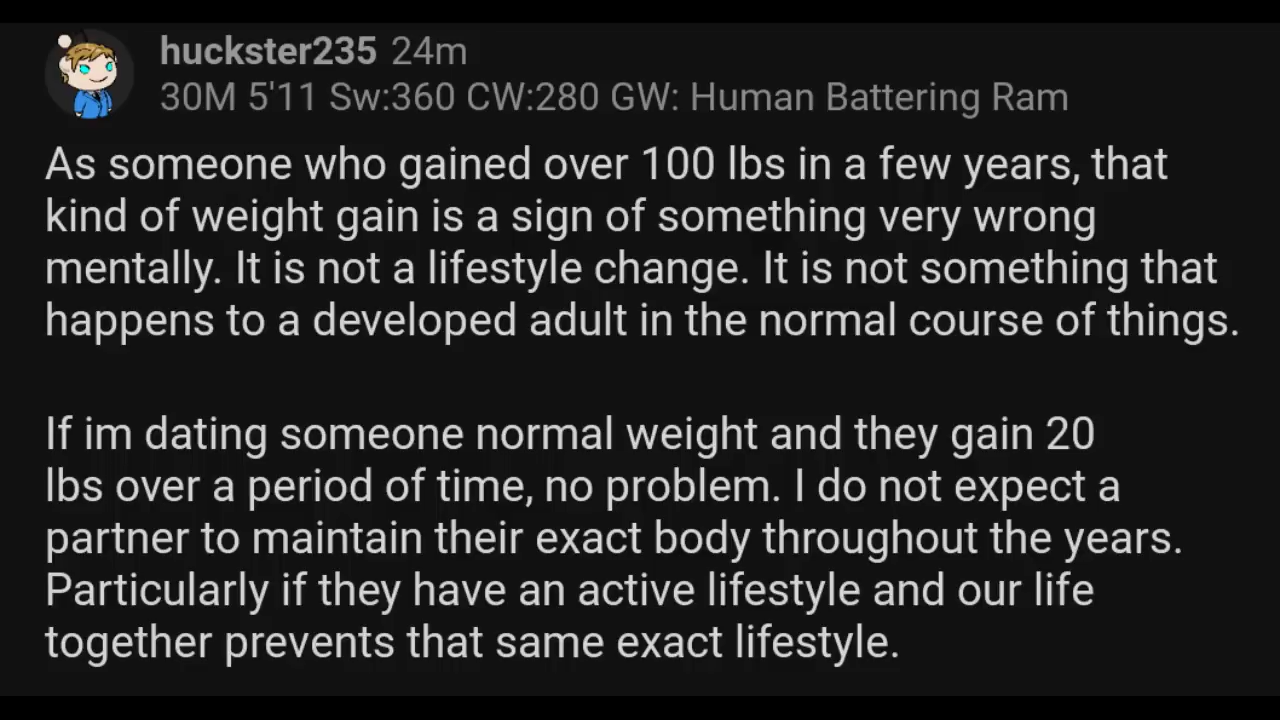 huckster235 24m
30M 5'11 Sw:360 CW:280 GW: Human Battering Ram
As someone who gained over 100 lbs in a few years, that
kind of weight gain is a sign of something very wrong
mentally. It is not a lifestyle change. It is not something that
happens to a developed adult in the normal course of things.
If im dating someone normal weight and they gain 20
lbs over a period of time, no problem. I do not expect a
partner to maintain their exact body throughout the years.
Particularly if they have an active lifestyle and our life
together prevents that same exact lifestyle.